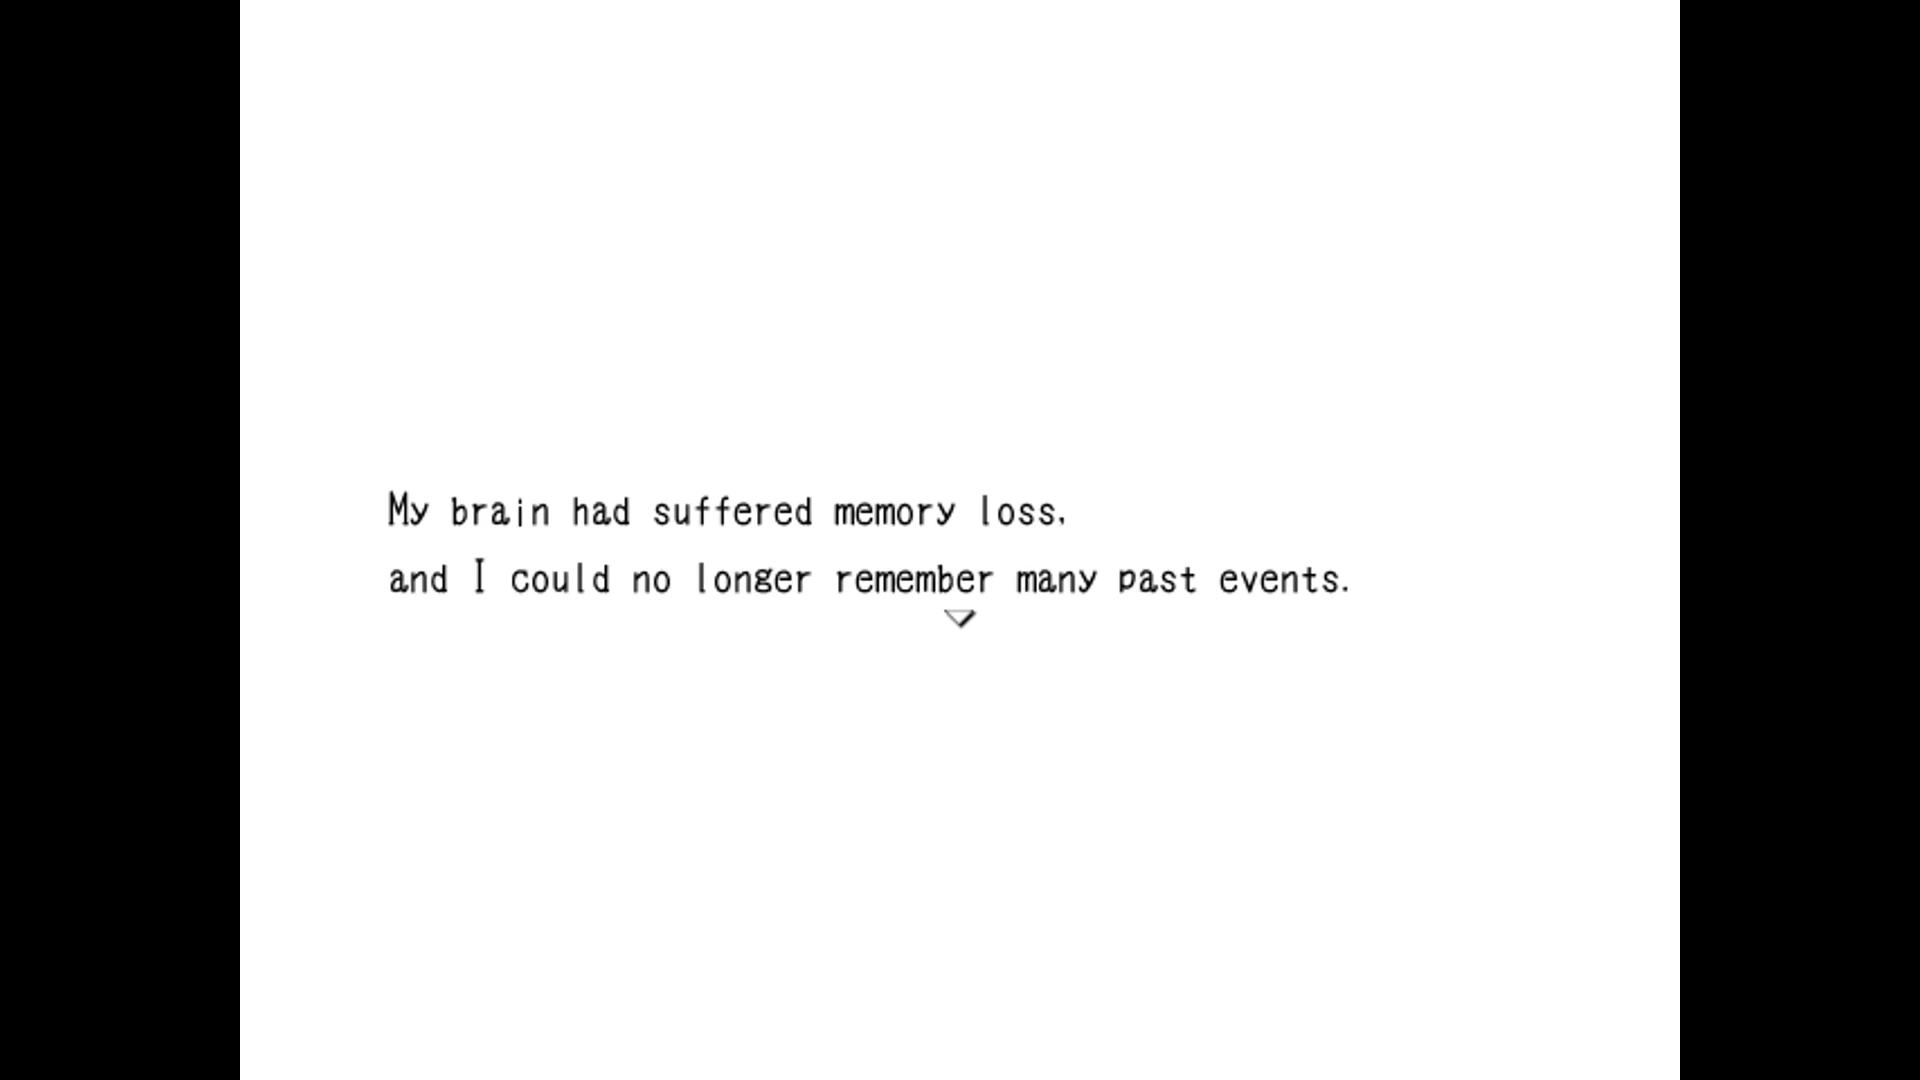 My brain had suffered memory loss,
and I could no longer remember many past events.